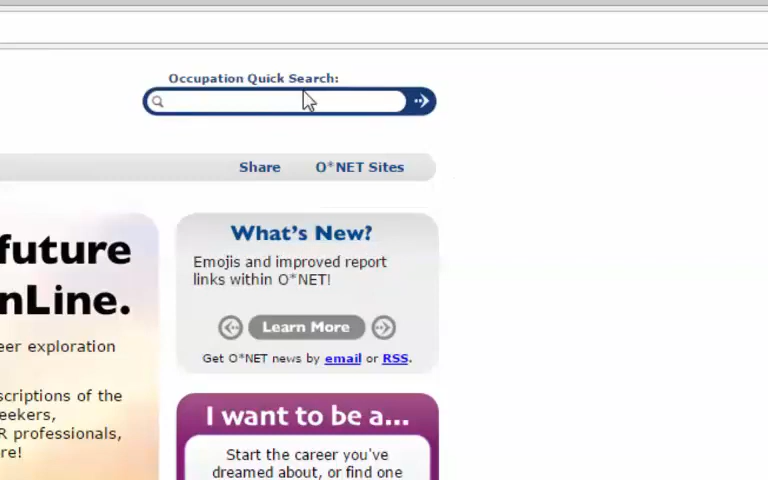 Occupation Quick Search:
Share O*NET Sites
future
nLine.
eer exploration
scriptions of the
eekers,
R professionals,
re!
What's New?
Emojis and improved report
links within O*NET!
Learn More
Get O*NET news by email or RSS.
I want to be a...
Start the career you've
dreamed about, or find one